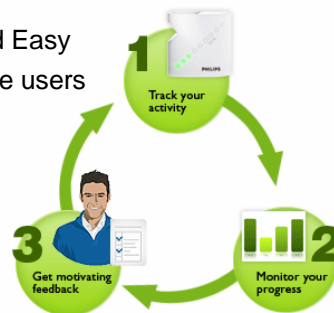 d Easy
e users
1
PHILIPS
Track your
activity
2
Monitor your
progress
3
Get motivating
feedback